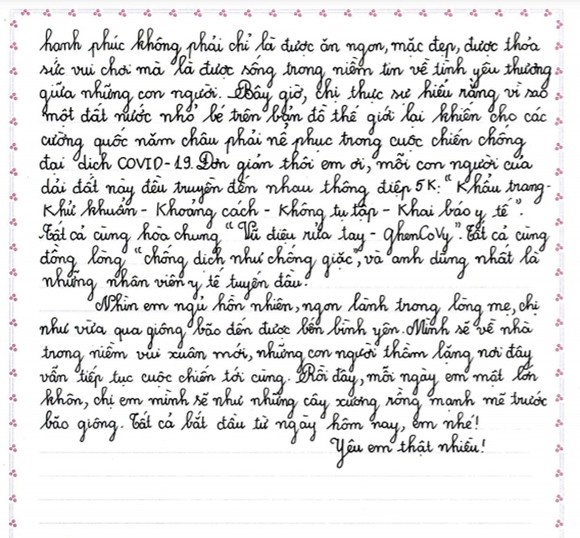 hạnh phúc không phải chỉ là được ăn ngon, mặc đẹp, được thỏa
sức vui chơi mà là được sống trong niềm tin về tình yêu thương
giữa những con người. Bây giờ, chị thực sự hiểu rằng vì sao
một đất nước nhỏ bé trên bản đồ thế giới lại khiến cho các
cường quốc năm châu phải nể phục trong cuộc chiến chống
đại dịch COVID-19. Đơn giản thôi em ơi, mỗi con người của
dải đất này đều truyền đến nhau thông điệp 5K: "Khẩu trang-
Khử khuẩn - Khoảng cách - Không tụ tập - Khai báo y tế".
Tất cả cùng hòa chung "Vũ điệu rửa tay - GhenCoVy". Tất cả cùng
đồng lòng "chống dịch như chống giặc", và anh dũng nhất là
những nhân viên y tế tuyến đầu.
Nhìn em ngủ hồn nhiên, ngon lành trong lòng mẹ, chị
như vừa qua giông bão đến được bến bình yên. Mình sẽ về nhà
trong niềm vui xuân mới, những con người thầm lặng nơi đây
vẫn tiếp tục cuộc chiến tới cùng. Rồi đây, mỗi ngày em một lớn
khôn, chị em mình sẽ như những cây xương rồng mạnh mẽ trước
bão giông. Tất cả bắt đầu từ ngày hôm nay, em nhé!
Yêu em thật nhiều!